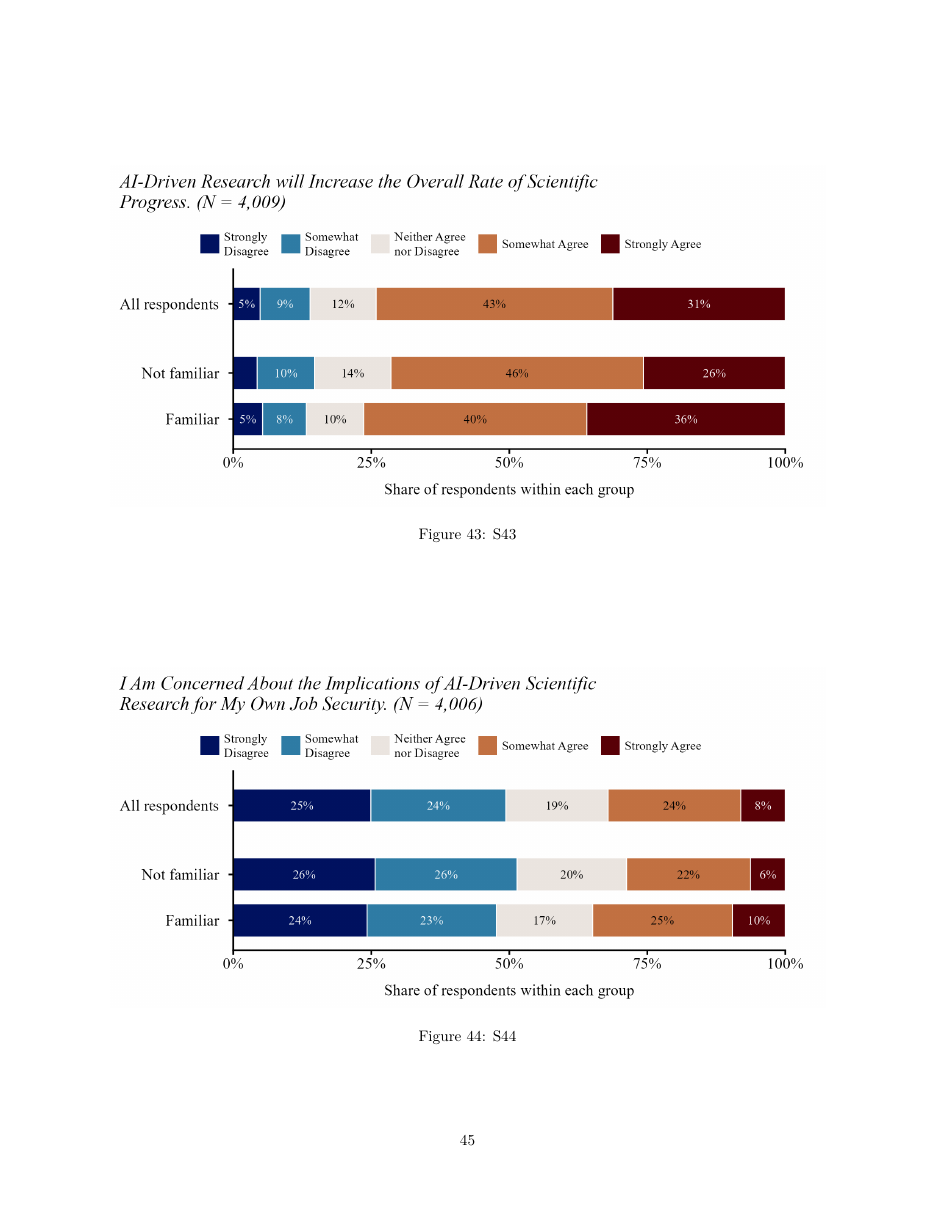 AI-Driven Research will Increase the Overall Rate of Scientific
Progress. (N = 4,009)
Strongly Disagree
Somewhat Disagree
Neither Agree nor Disagree
Somewhat Agree
Strongly Agree
All respondents 5% 9% 12% 43% 31%
Not familiar 10% 14% 46% 26%
Familiar 5% 8% 10% 40% 36%
0% 25% 50% 75% 100%
Share of respondents within each group
Figure 43: S43
I Am Concerned About the Implications of AI-Driven Scientific
Research for My Own Job Security. (N = 4,006)
Strongly Disagree
Somewhat Disagree
Neither Agree nor Disagree
Somewhat Agree
Strongly Agree
All respondents 25% 24% 19% 24% 8%
Not familiar 26% 26% 20% 22% 6%
Familiar 24% 23% 17% 25% 10%
0% 25% 50% 75% 100%
Share of respondents within each group
Figure 44: S44
45